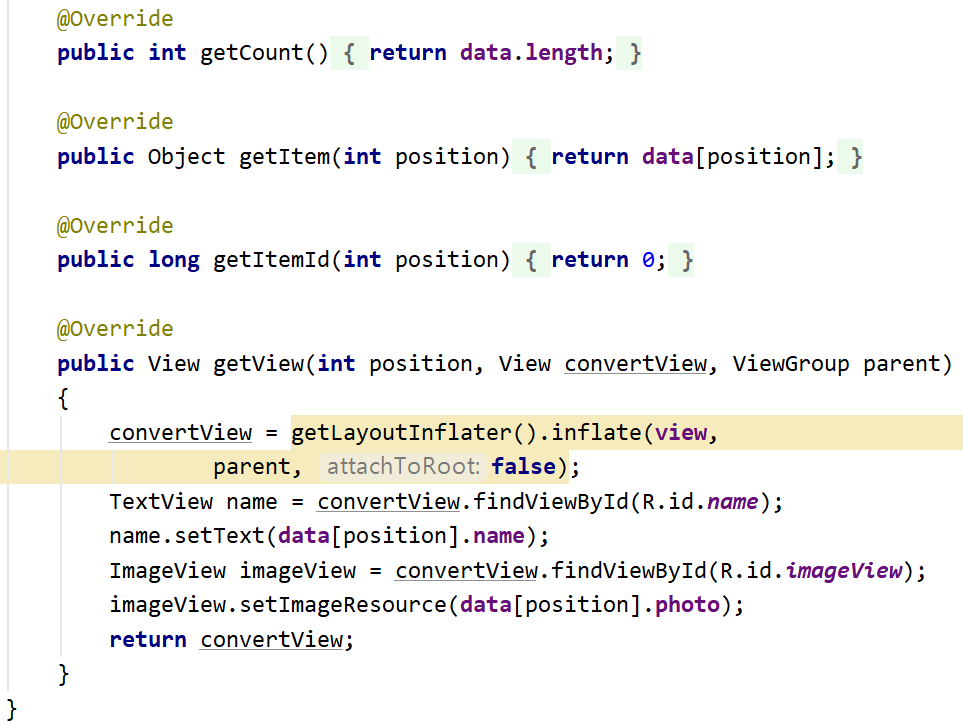 @Override
public int getCount() { return data.length; }
@Override
public Object getItem(int position) { return data[position]; }
@Override
public long getItemId(int position) { return 0; }
@Override
public View getView(int position, View convertView, ViewGroup parent)
{
convertView = getLayoutInflater().inflate(view,
parent, attachToRoot: false);
TextView name = convertView.findViewById(R.id.name);
name.setText(data[position].name);
ImageView imageView = convertView.findViewById(R.id.imageView);
imageView.setImageResource(data[position].photo);
return convertView;
}
}